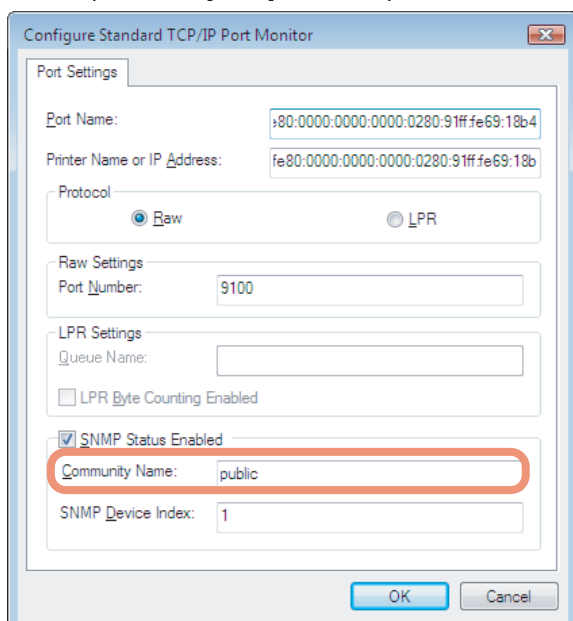 Configure Standard TCP/IP Port Monitor
Port Settings
Port Name: :80:0000:0000:0000:0280:91ff:fe69:18b4
Printer Name or IP Address: fe80:0000:0000:0000:0280:91ff:fe69:18b
Protocol
Raw LPR
Raw Settings
Port Number: 9100
LPR Settings
Queue Name:
LPR Byte Counting Enabled
SNMP Status Enabled
Community Name: public
SNMP Device Index: 1
OK Cancel